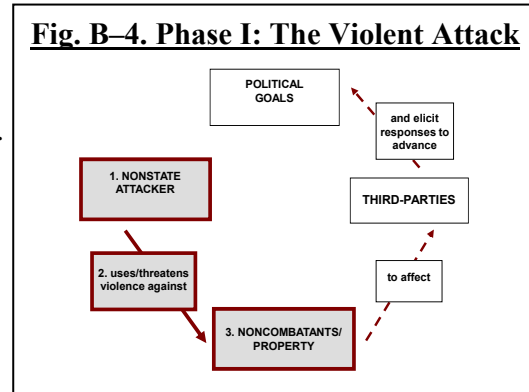 Fig. B–4. Phase I: The Violent Attack
POLITICAL
GOALS
and elicit
responses to
advance
1. NONSTATE
ATTACKER
THIRD-PARTIES
2. uses/threatens
violence against
to affect
3. NONCOMBATANTS/
PROPERTY